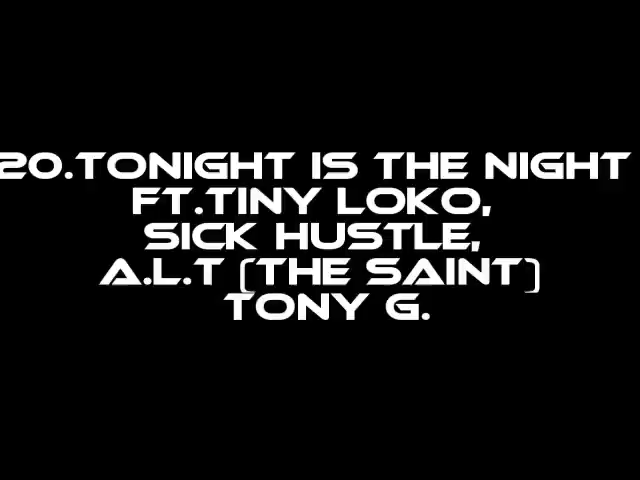 20.TONIGHT IS THE NIGHT
FT.TINY LOKO,
SICK HUSTLE,
A.L.T (THE SAINT)
TONY G.